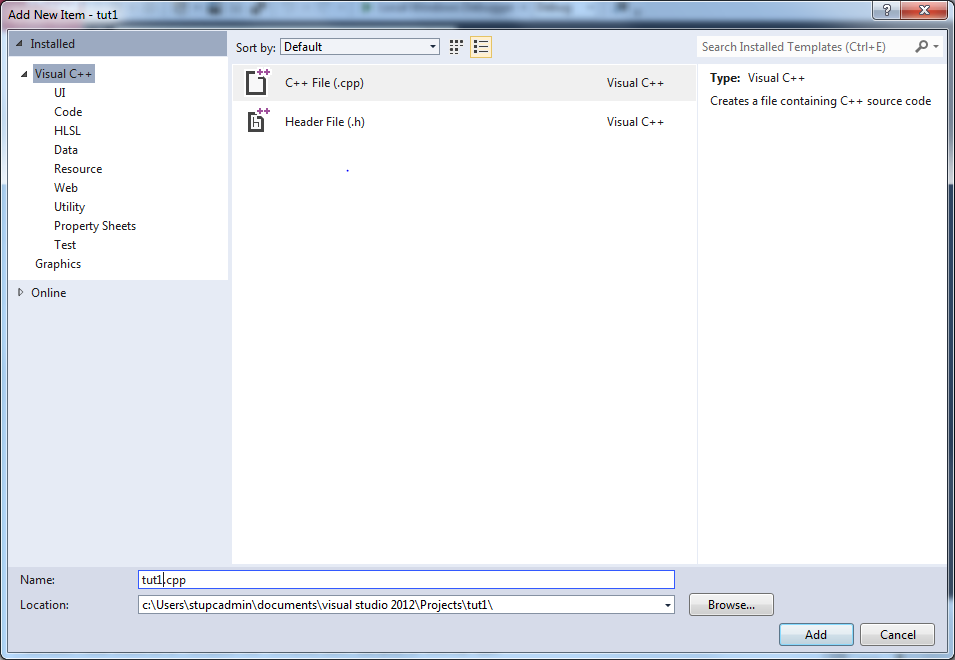 Add New Item - tut1
Installed
Visual C++
UI
Code
HLSL
Data
Resource
Web
Utility
Property Sheets
Test
Graphics
Online
Sort by: Default
C++ File (.cpp) Visual C++
Header File (.h) Visual C++
Search Installed Templates (Ctrl+E)
Type: Visual C++
Creates a file containing C++ source code
Name: tut1.cpp
Location: c:\Users\stupcadmin\documents\visual studio 2012\Projects\tut1\
Browse...
Add Cancel